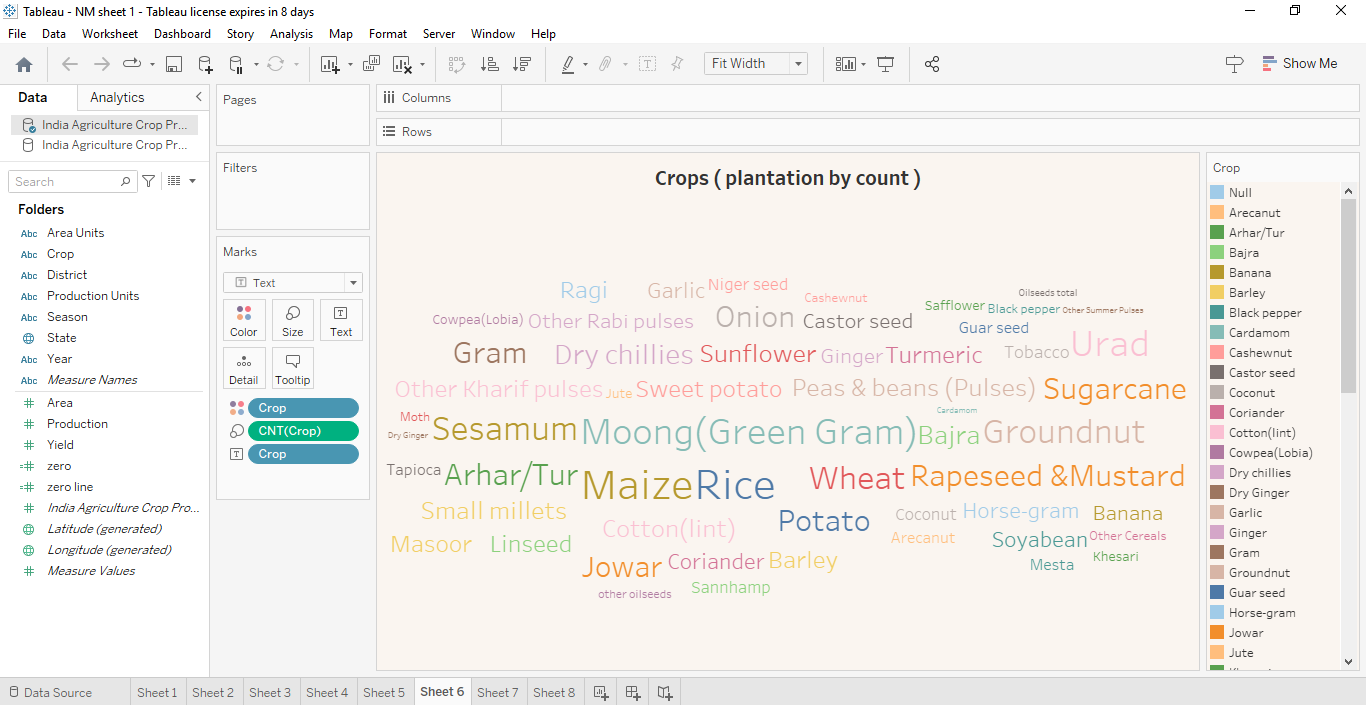 Tableau - NM sheet 1 - Tableau license expires in 8 days
File Data Worksheet Dashboard Story Analysis Map Format Server Window Help
Fit Width
Show Me
Data Analytics
India Agriculture Crop Pr...
India Agriculture Crop Pr...
Search
Folders
Abc Area Units
Abc Crop
Abc District
Abc Production Units
Abc Season
State
Abc Year
Abc Measure Names
Area
Production
Yield
zero
zero line
India Agriculture Crop Pro...
Latitude (generated)
Longitude (generated)
Measure Values
Pages
Filters
Marks
Text
Color Size Text
Detail Tooltip
Crop
CNT(Crop)
Crop
Columns
Rows
Crops ( plantation by count )
Ragi Garlic Niger seed Cashewnut Oilseeds total
Cowpea(Lobia) Other Rabi pulses Onion Castor seed Safflower Black pepper Other Summer Pulses
Guar seed
Gram Dry chillies Sunflower Ginger Turmeric Tobacco Urad
Other Kharif pulses Jute Sweet potato Peas & beans (Pulses) Sugarcane
Moth Cardamom
Dry Ginger Sesamum Moong(Green Gram) Bajra Groundnut
Tapioca Arhar/Tur Maize Rice Wheat Rapeseed &Mustard
Small millets Cotton(lint) Potato Coconut Horse-gram Banana
Masoor Linseed Arecanut Soyabean Other Cereals
Jowar Coriander Barley Mesta Khesari
other oilseeds Sannhamp
Crop
Null
Arecanut
Arhar/Tur
Bajra
Banana
Barley
Black pepper
Cardamom
Cashewnut
Castor seed
Coconut
Coriander
Cotton(lint)
Cowpea(Lobia)
Dry chillies
Dry Ginger
Garlic
Ginger
Gram
Groundnut
Guar seed
Horse-gram
Jowar
Jute
Data Source Sheet 1 Sheet 2 Sheet 3 Sheet 4 Sheet 5 Sheet 6 Sheet 7 Sheet 8